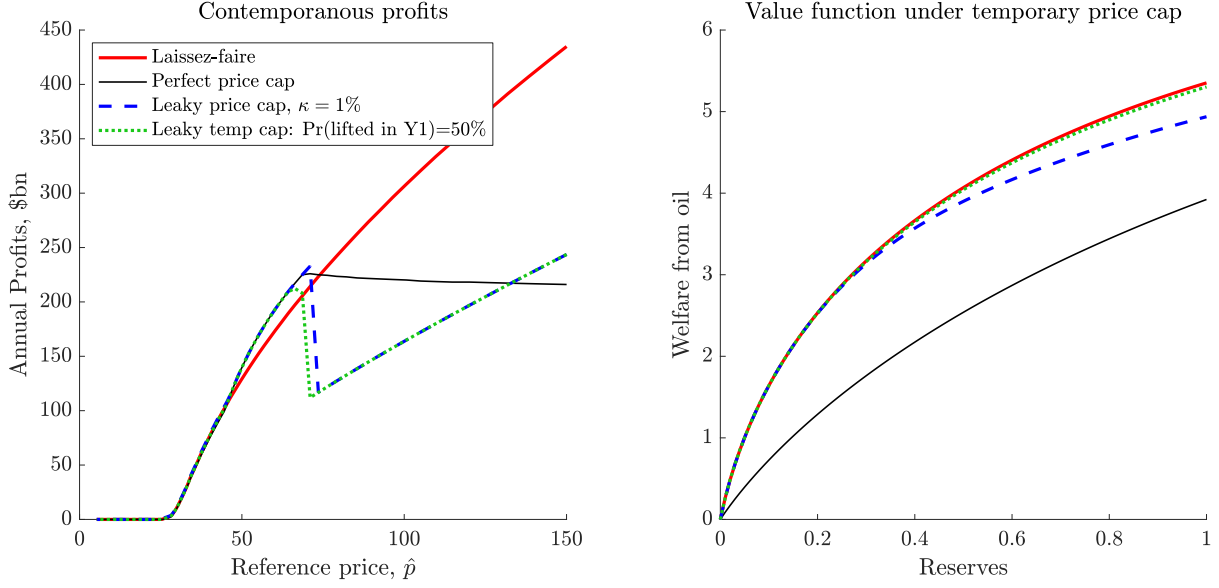 Contemporanous profits
450
400
350
300
250
200
150
100
50
0
Annual Profits, $bn
Laissez-faire
Perfect price cap
Leaky price cap, κ = 1%
Leaky temp cap: Pr(lifted in Y1)=50%
0
50
100
150
Reference price, p̂
Value function under temporary price cap
6
5
4
3
2
1
0
Welfare from oil
0
0.2
0.4
0.6
0.8
1
Reserves